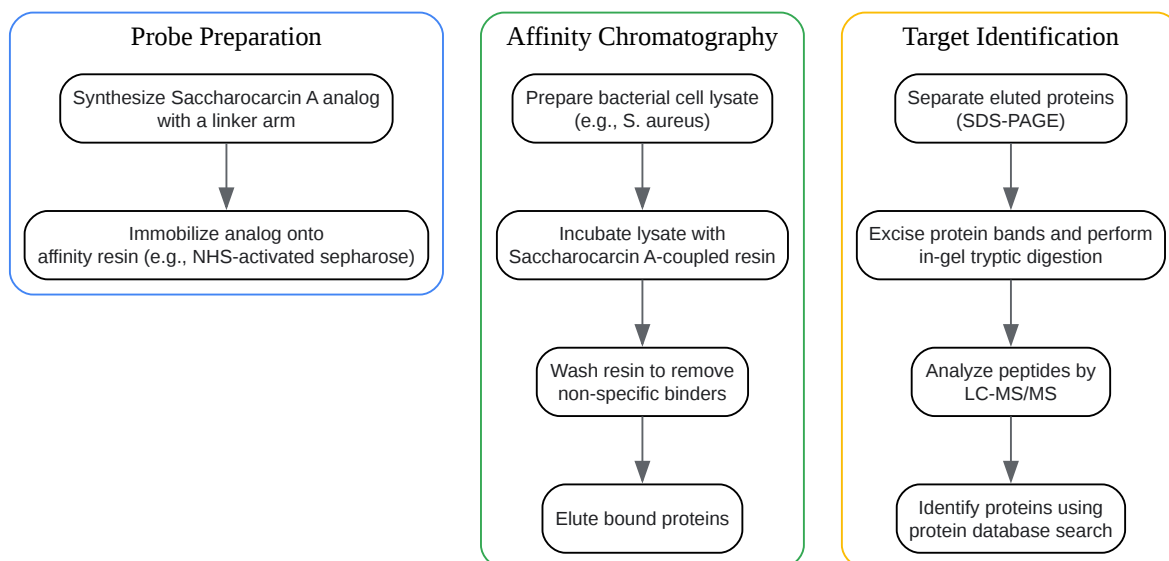 Probe Preparation
Synthesize Saccharocarcin A analog
with a linker arm
Immobilize analog onto
affinity resin (e.g., NHS-activated sepharose)
Affinity Chromatography
Prepare bacterial cell lysate
(e.g., S. aureus)
Incubate lysate with
Saccharocarcin A-coupled resin
Wash resin to remove
non-specific binders
Elute bound proteins
Target Identification
Separate eluted proteins
(SDS-PAGE)
Excise protein bands and perform
in-gel tryptic digestion
Analyze peptides by
LC-MS/MS
Identify proteins using
protein database search